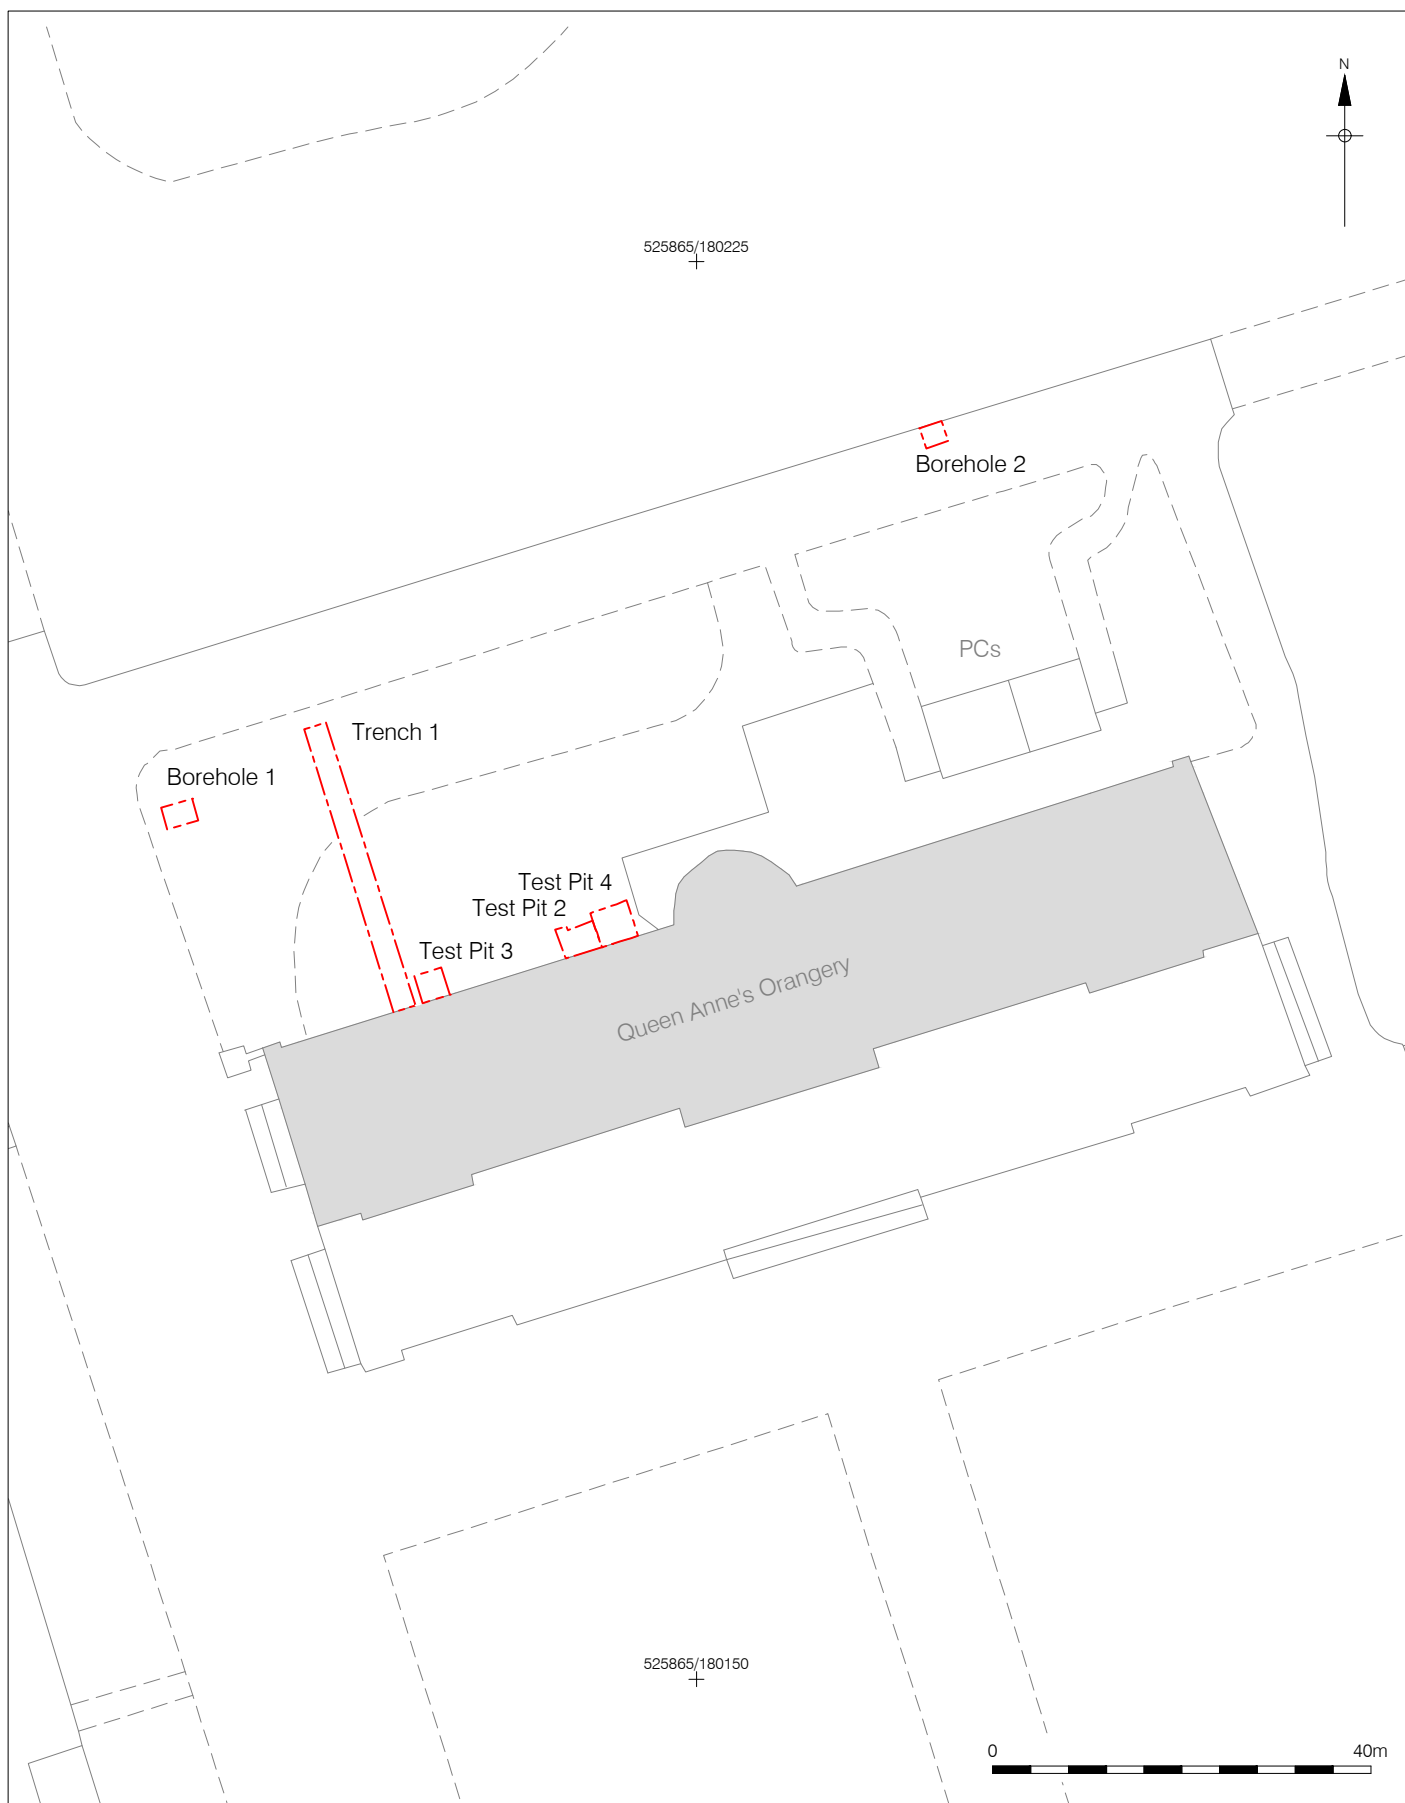 N
525865/180225
Borehole 2
PCs
Trench 1
Borehole 1
Test Pit 4
Test Pit 2
Test Pit 3
Queen Anne's Orangery
525865/180150
0 40m